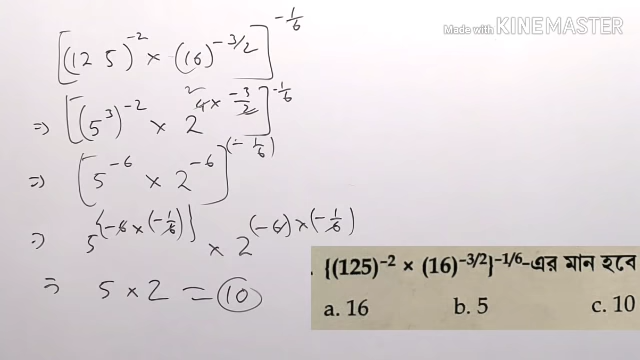 Made with KINEMASTER
[(125)^-2 × (16)^-3/2]^-1/6
⇒ [(5^3)^-2 × 2^4×-3/2]^-1/6
⇒ [5^-6 × 2^-6]^(-1/6)
⇒ 5^{-6×(-1/6)} × 2^(-6)×(-1/6)
⇒ 5 × 2 = 10
. {(125)^-2 × (16)^-3/2}^-1/6-এর মান হবে
a. 16 b. 5 c. 10